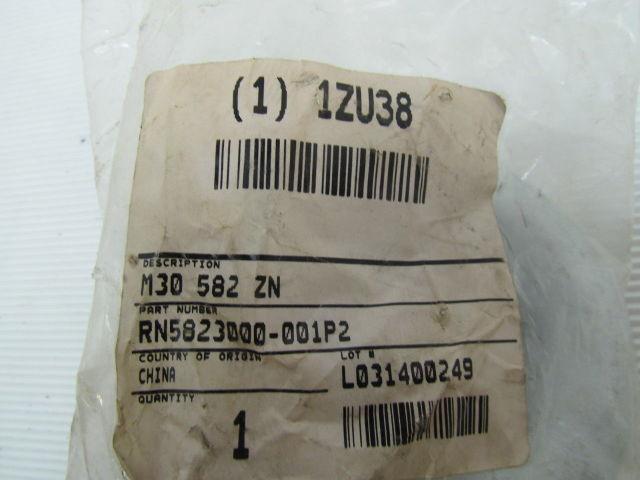 (1) 1ZU38
DESCRIPTION
M30 582 ZN
PART NUMBER
RN5823000-001P2
COUNTRY OF ORIGIN
CHINA
LOT #
L031400249
QUANTITY
1